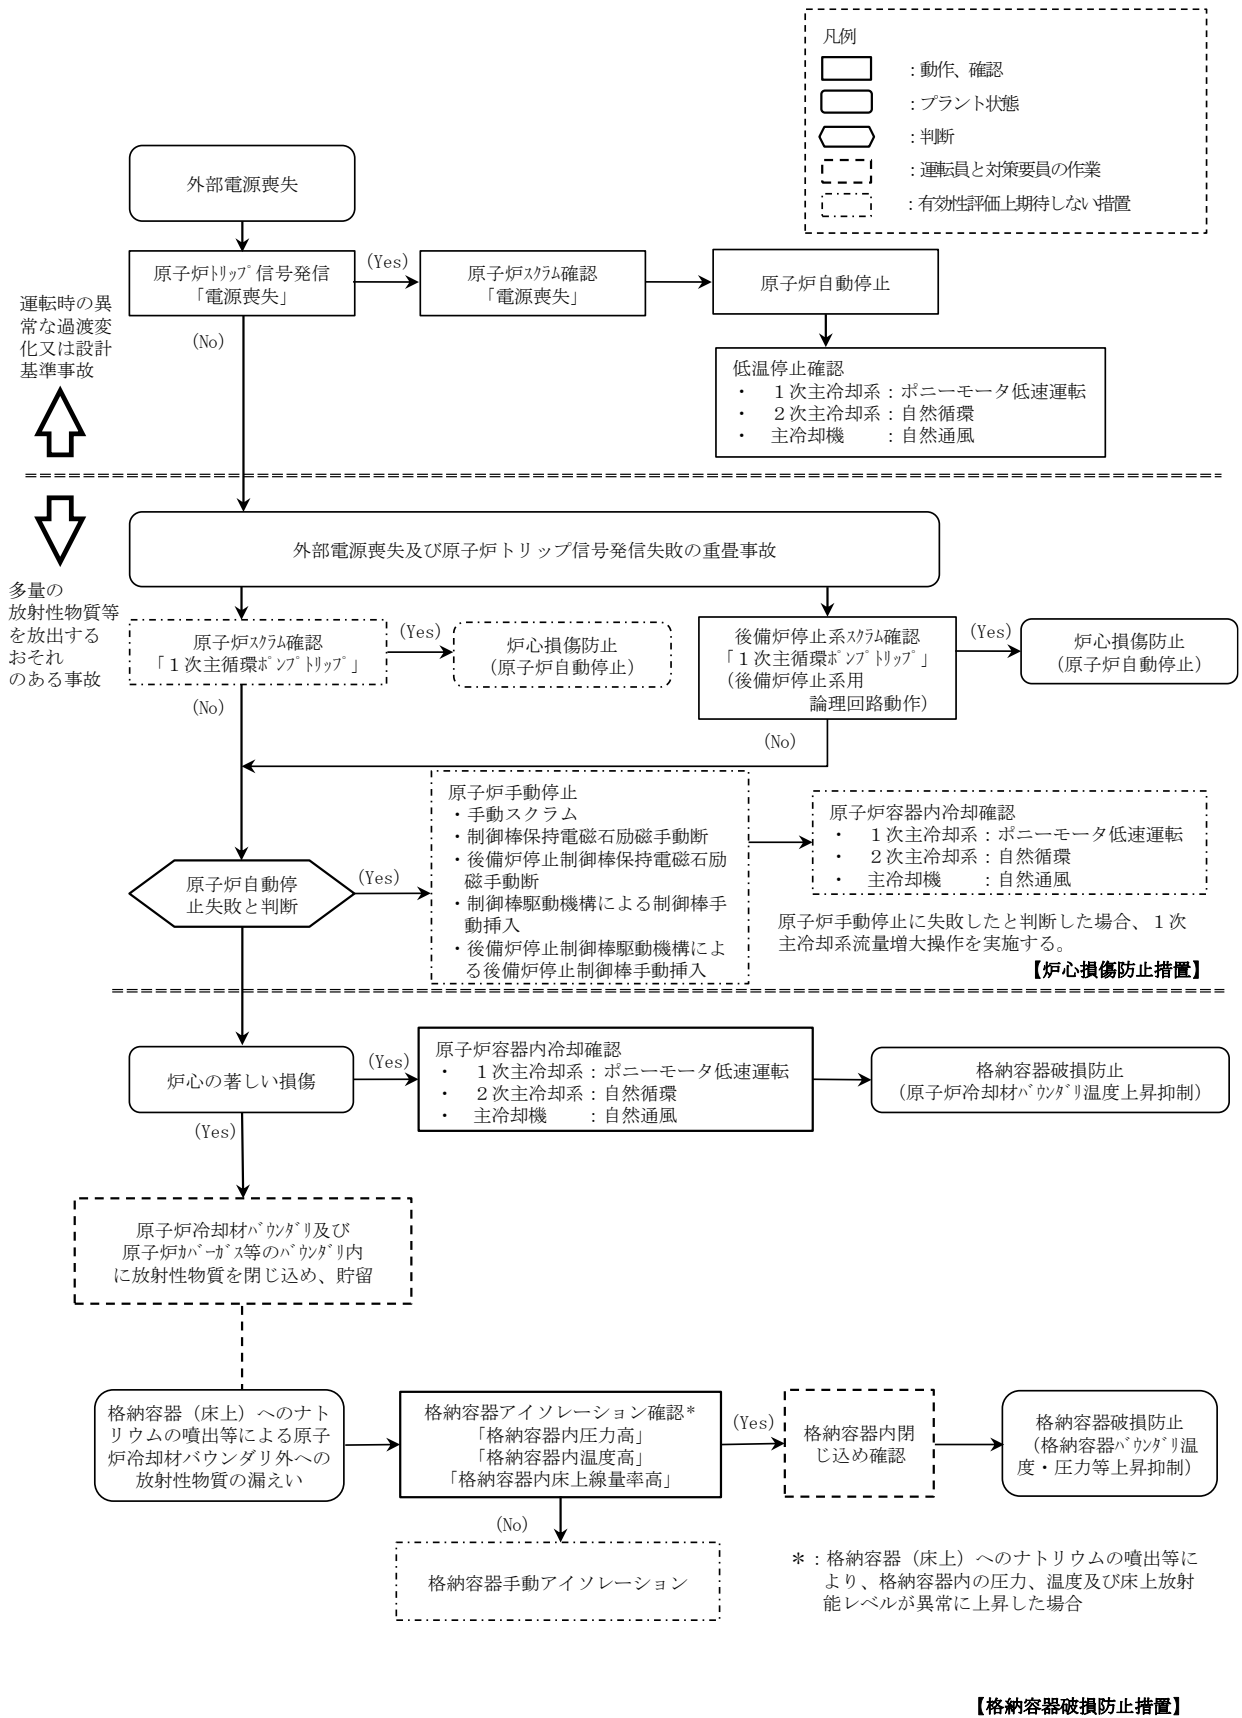 凡例
：動作、確認
：プラント状態
：判断
：運転員と対策要員の作業
：有効性評価上期待しない措置
外部電源喪失
原子炉ﾄﾘｯﾌﾟ信号発信
「電源喪失」
(Yes)
原子炉ｽｸﾗﾑ確認
「電源喪失」
原子炉自動停止
(No)
低温停止確認
・　１次主冷却系：ポニーモータ低速運転
・　２次主冷却系：自然循環
・　主冷却機　　：自然通風
運転時の異
常な過渡変
化又は設計
基準事故
多量の
放射性物質等
を放出する
おそれ
のある事故
外部電源喪失及び原子炉トリップ信号発信失敗の重畳事故
原子炉ｽｸﾗﾑ確認
「１次主循環ﾎﾟﾝﾌﾟﾄﾘｯﾌﾟ」
(Yes)
炉心損傷防止
（原子炉自動停止）
(No)
後備炉停止系ｽｸﾗﾑ確認
「１次主循環ﾎﾟﾝﾌﾟﾄﾘｯﾌﾟ」
（後備炉停止系用
論理回路動作）
(Yes)
炉心損傷防止
（原子炉自動停止）
(No)
原子炉自動停
止失敗と判断
(Yes)
原子炉手動停止
・手動スクラム
・制御棒保持電磁石励磁手動断
・後備炉停止制御棒保持電磁石励
磁手動断
・制御棒駆動機構による制御棒手
動挿入
・後備炉停止制御棒駆動機構によ
る後備炉停止制御棒手動挿入
原子炉容器内冷却確認
・　１次主冷却系：ポニーモータ低速運転
・　２次主冷却系：自然循環
・　主冷却機　　：自然通風
原子炉手動停止に失敗したと判断した場合、１次
主冷却系流量増大操作を実施する。
【炉心損傷防止措置】
炉心の著しい損傷
(Yes)
原子炉容器内冷却確認
・　１次主冷却系：ポニーモータ低速運転
・　２次主冷却系：自然循環
・　主冷却機　　：自然通風
格納容器破損防止
（原子炉冷却材ﾊﾞｳﾝﾀﾞﾘ温度上昇抑制）
(Yes)
原子炉冷却材ﾊﾞｳﾝﾀﾞﾘ及び
原子炉ｶﾊﾞｰｶﾞｽ等のﾊﾞｳﾝﾀﾞﾘ内
に放射性物質を閉じ込め、貯留
格納容器（床上）へのナト
リウムの噴出等による原子
炉冷却材バウンダリ外への
放射性物質の漏えい
格納容器アイソレーション確認*
「格納容器内圧力高」
「格納容器内温度高」
「格納容器内床上線量率高」
(Yes)
格納容器内閉
じ込め確認
格納容器破損防止
（格納容器ﾊﾞｳﾝﾀﾞﾘ温
度・圧力等上昇抑制）
(No)
格納容器手動アイソレーション
＊：格納容器（床上）へのナトリウムの噴出等に
より、格納容器内の圧力、温度及び床上放射
能レベルが異常に上昇した場合
【格納容器破損防止措置】